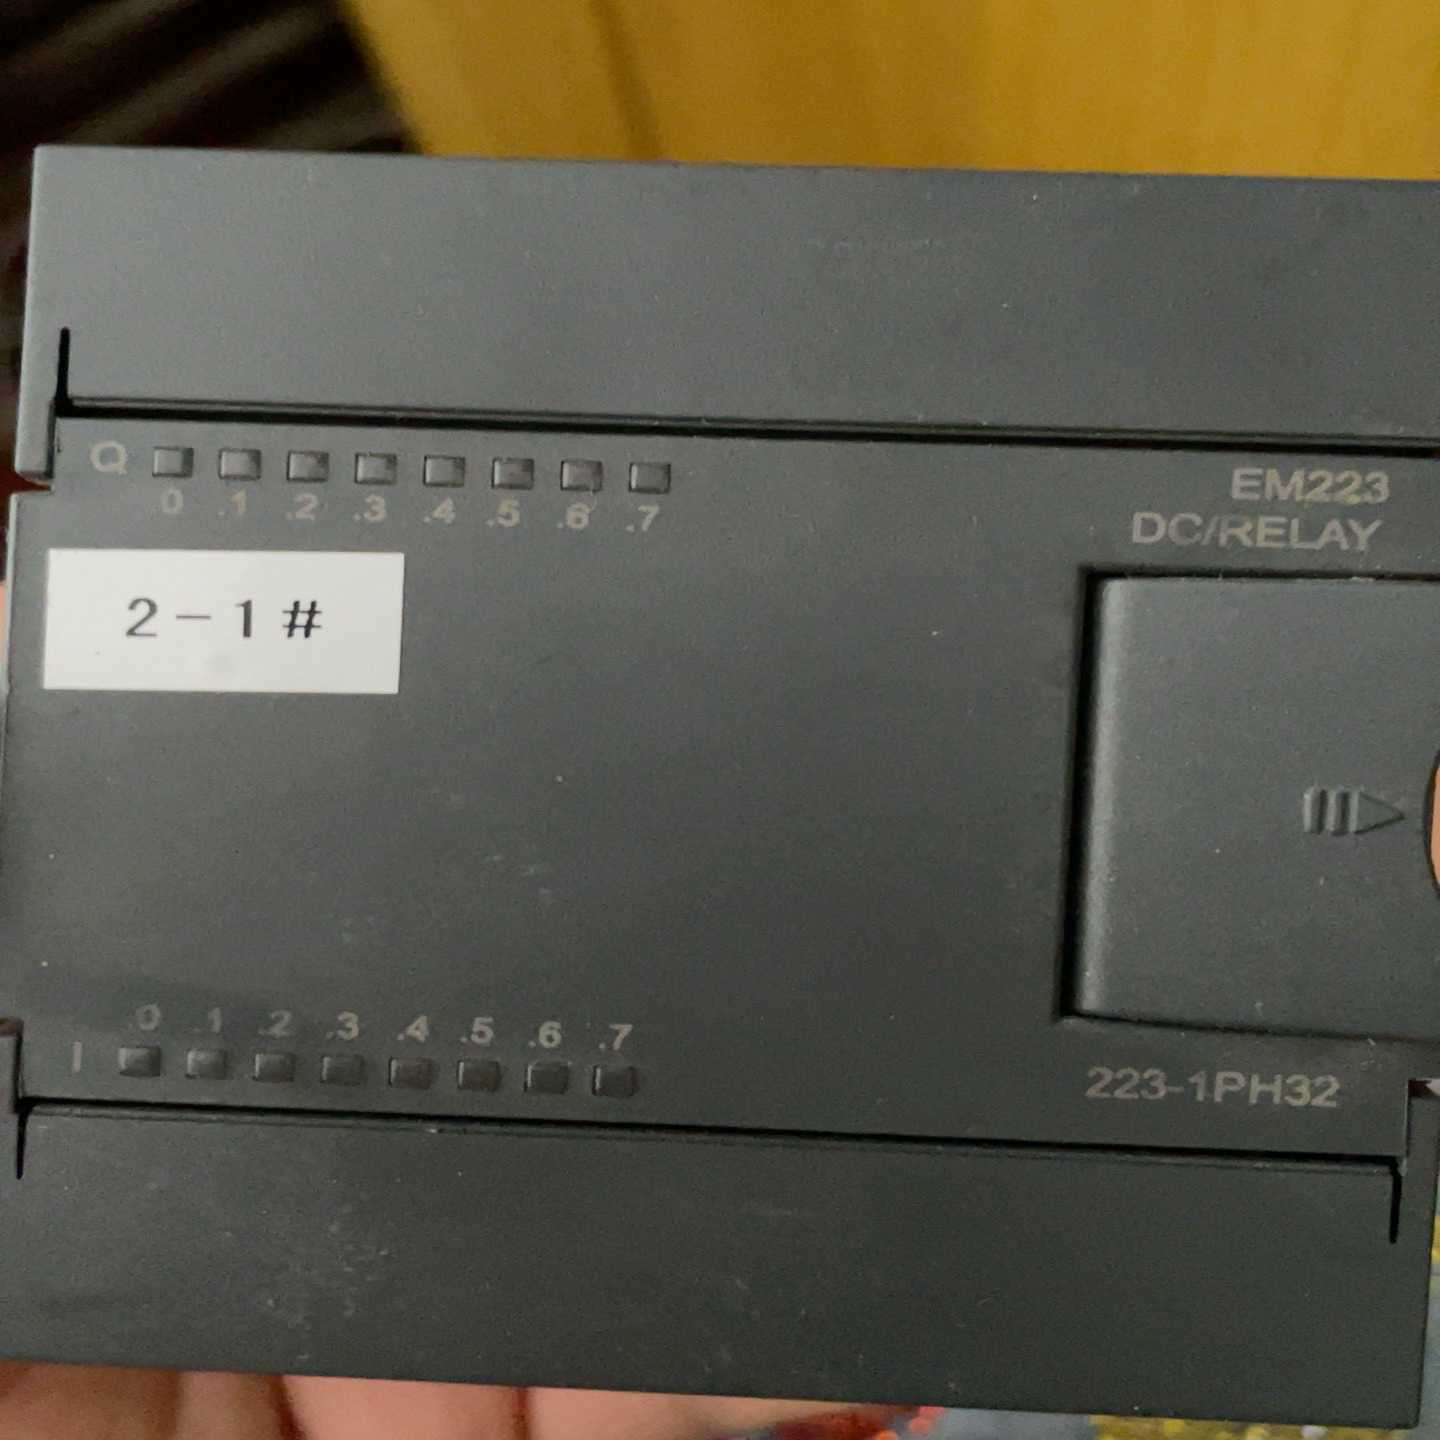 Q
.0 .1 .2 .3 .4 .5 .6 .7
EM223
DC/RELAY
2-1#
.0 .1 .2 .3 .4 .5 .6 .7
I
223-1PH32